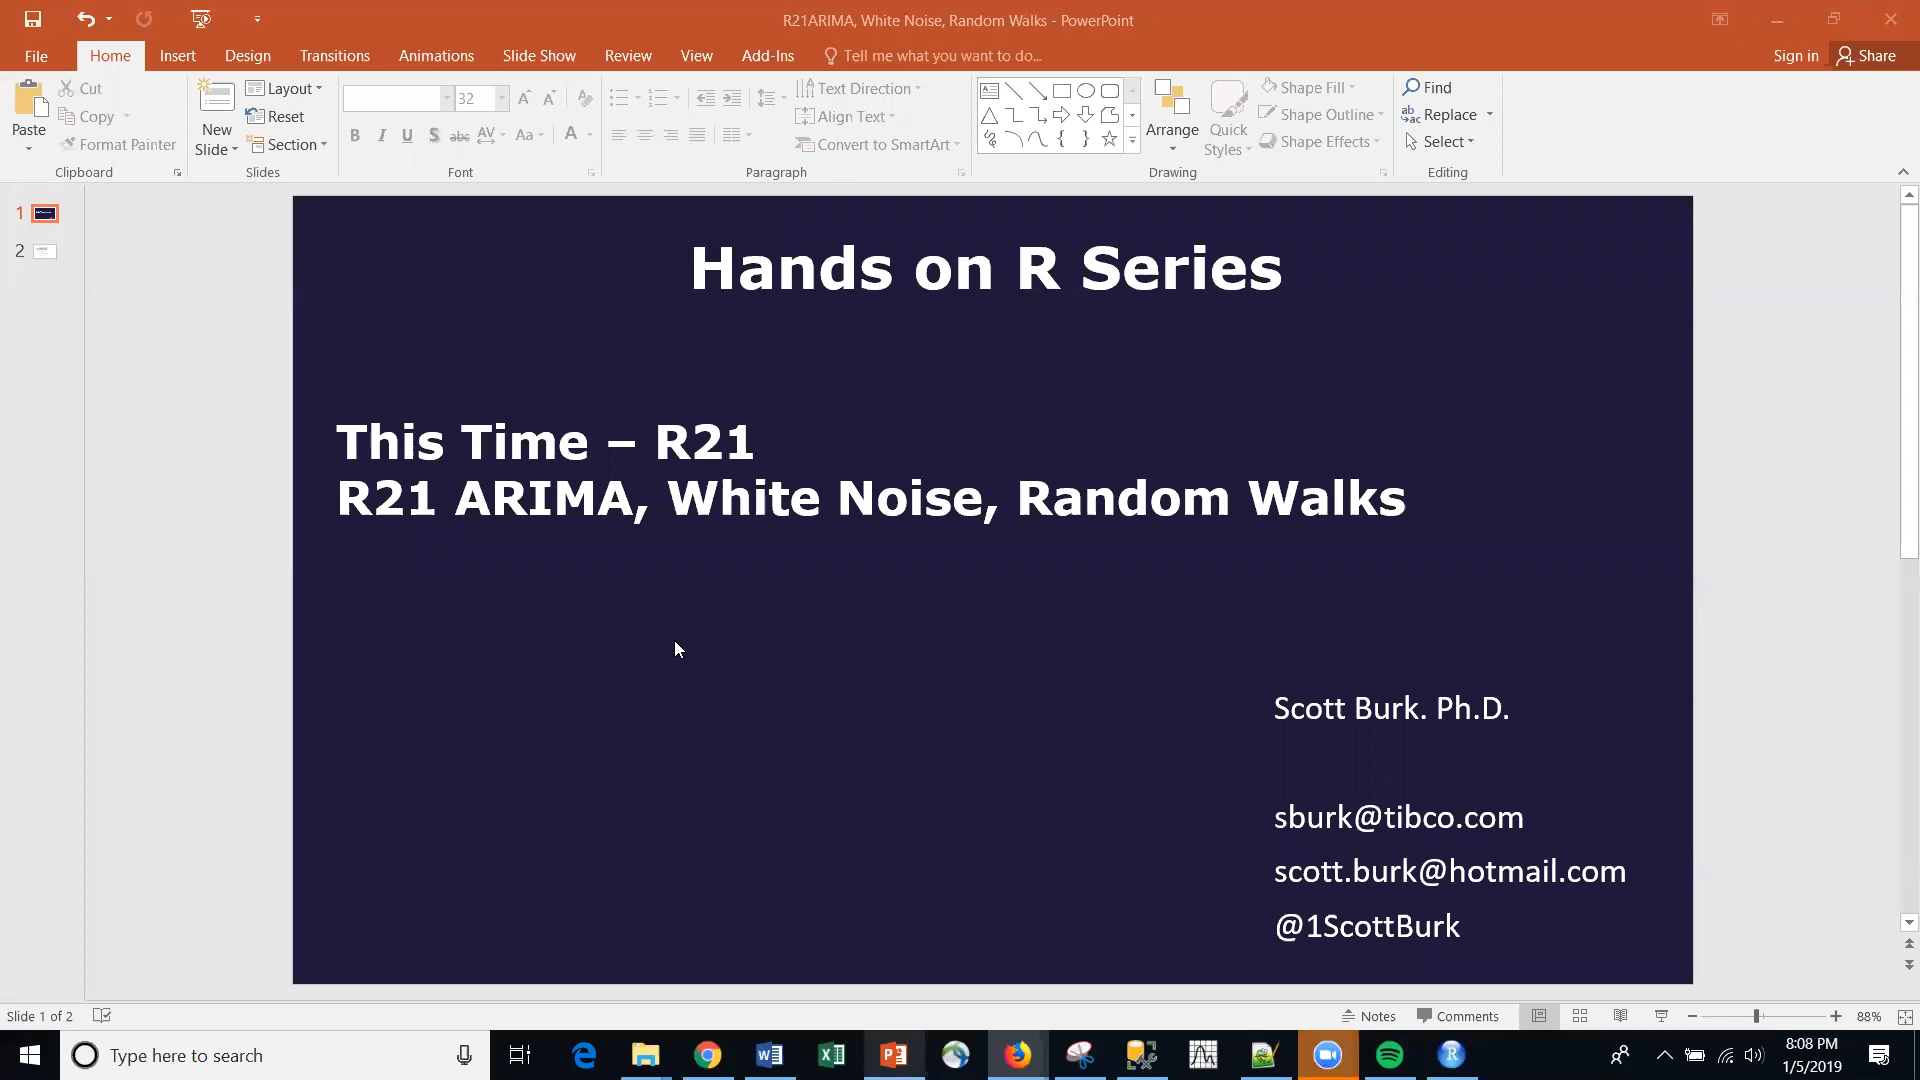 R21ARIMA, White Noise, Random Walks - PowerPoint
File Home Insert Design Transitions Animations Slide Show Review View Add-Ins Tell me what you want to do... Sign in Share
Paste
Cut
Copy
Format Painter
Clipboard
New Slide
Layout
Reset
Section
Slides
32
B I U S abc AV Aa A
Font
Text Direction
Align Text
Convert to SmartArt
Paragraph
Arrange
Quick Styles
Shape Fill
Shape Outline
Shape Effects
Drawing
Find
Replace
Select
Editing
1
2
Hands on R Series
This Time – R21
R21 ARIMA, White Noise, Random Walks
Scott Burk. Ph.D.
sburk@tibco.com
scott.burk@hotmail.com
@1ScottBurk
Slide 1 of 2 Notes Comments 88%
Type here to search
8:08 PM
1/5/2019